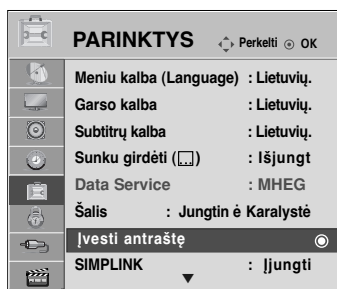 PARINKTYS Perkelti OK
Meniu kalba (Language) : Lietuvių.
Garso kalba : Lietuvių.
Subtitrų kalba : Lietuvių.
Sunku girdėti ( ) : Išjungt
Data Service : MHEG
Šalis : Jungtin ė Karalystė
Įvesti antraštę
SIMPLINK : Įjungti